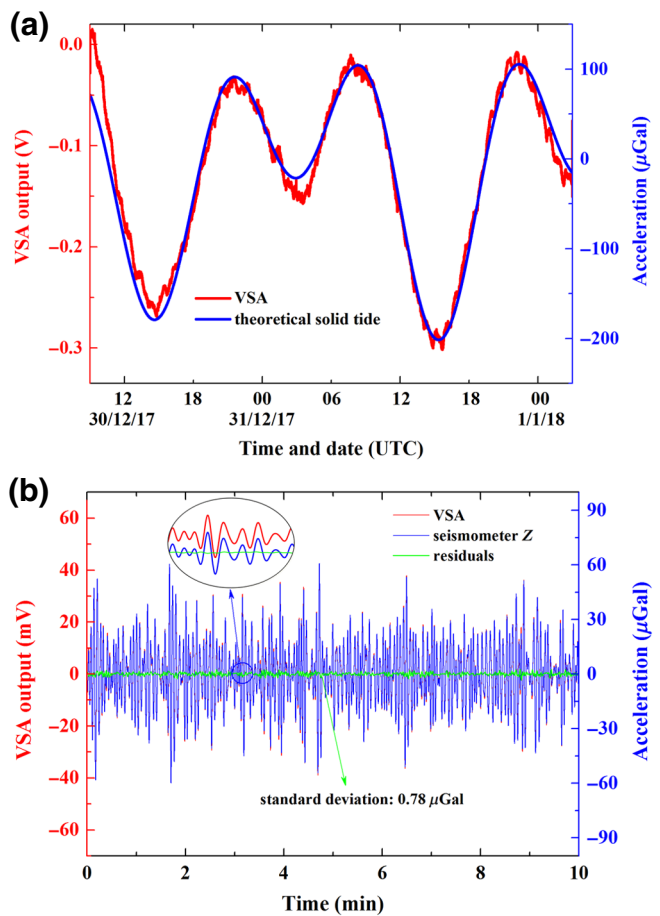 (a)
0.0
−0.1
−0.2
−0.3
VSA output (V)
100
0
−100
−200
Acceleration (μGal)
VSA
theoretical solid tide
12 18 00 06 12 18 00
30/12/17 31/12/17 1/1/18
Time and date (UTC)
(b)
60
40
20
0
−20
−40
−60
VSA output (mV)
90
60
30
0
−30
−60
−90
Acceleration (μGal)
VSA
seismometer Z
residuals
standard deviation: 0.78 μGal
0 2 4 6 8 10
Time (min)